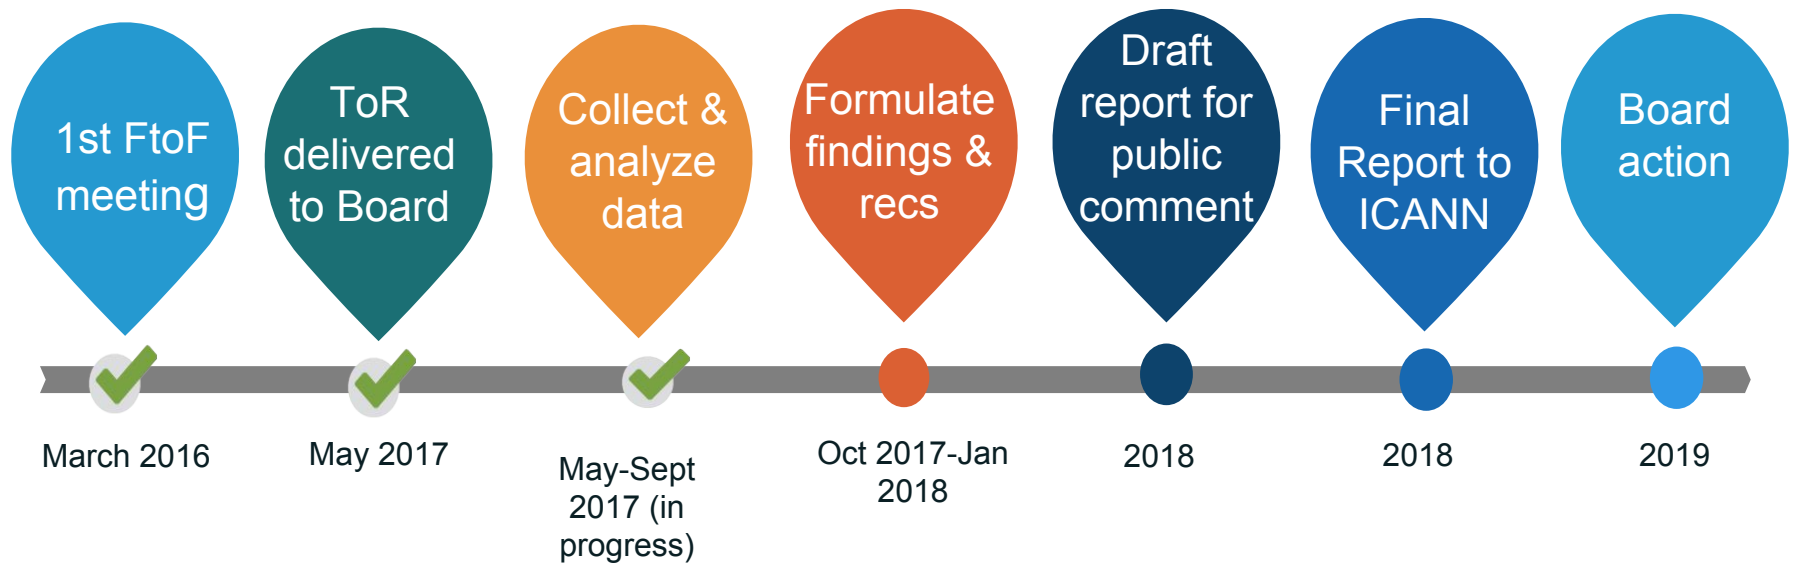 1st FtoF
meeting
ToR
delivered
to Board
Collect &
analyze
data
Formulate
findings &
recs
Draft
report for
public
comment
Final
Report to
ICANN
Board
action
March 2016
May 2017
May-Sept
2017 (in
progress)
Oct 2017-Jan
2018
2018
2018
2019